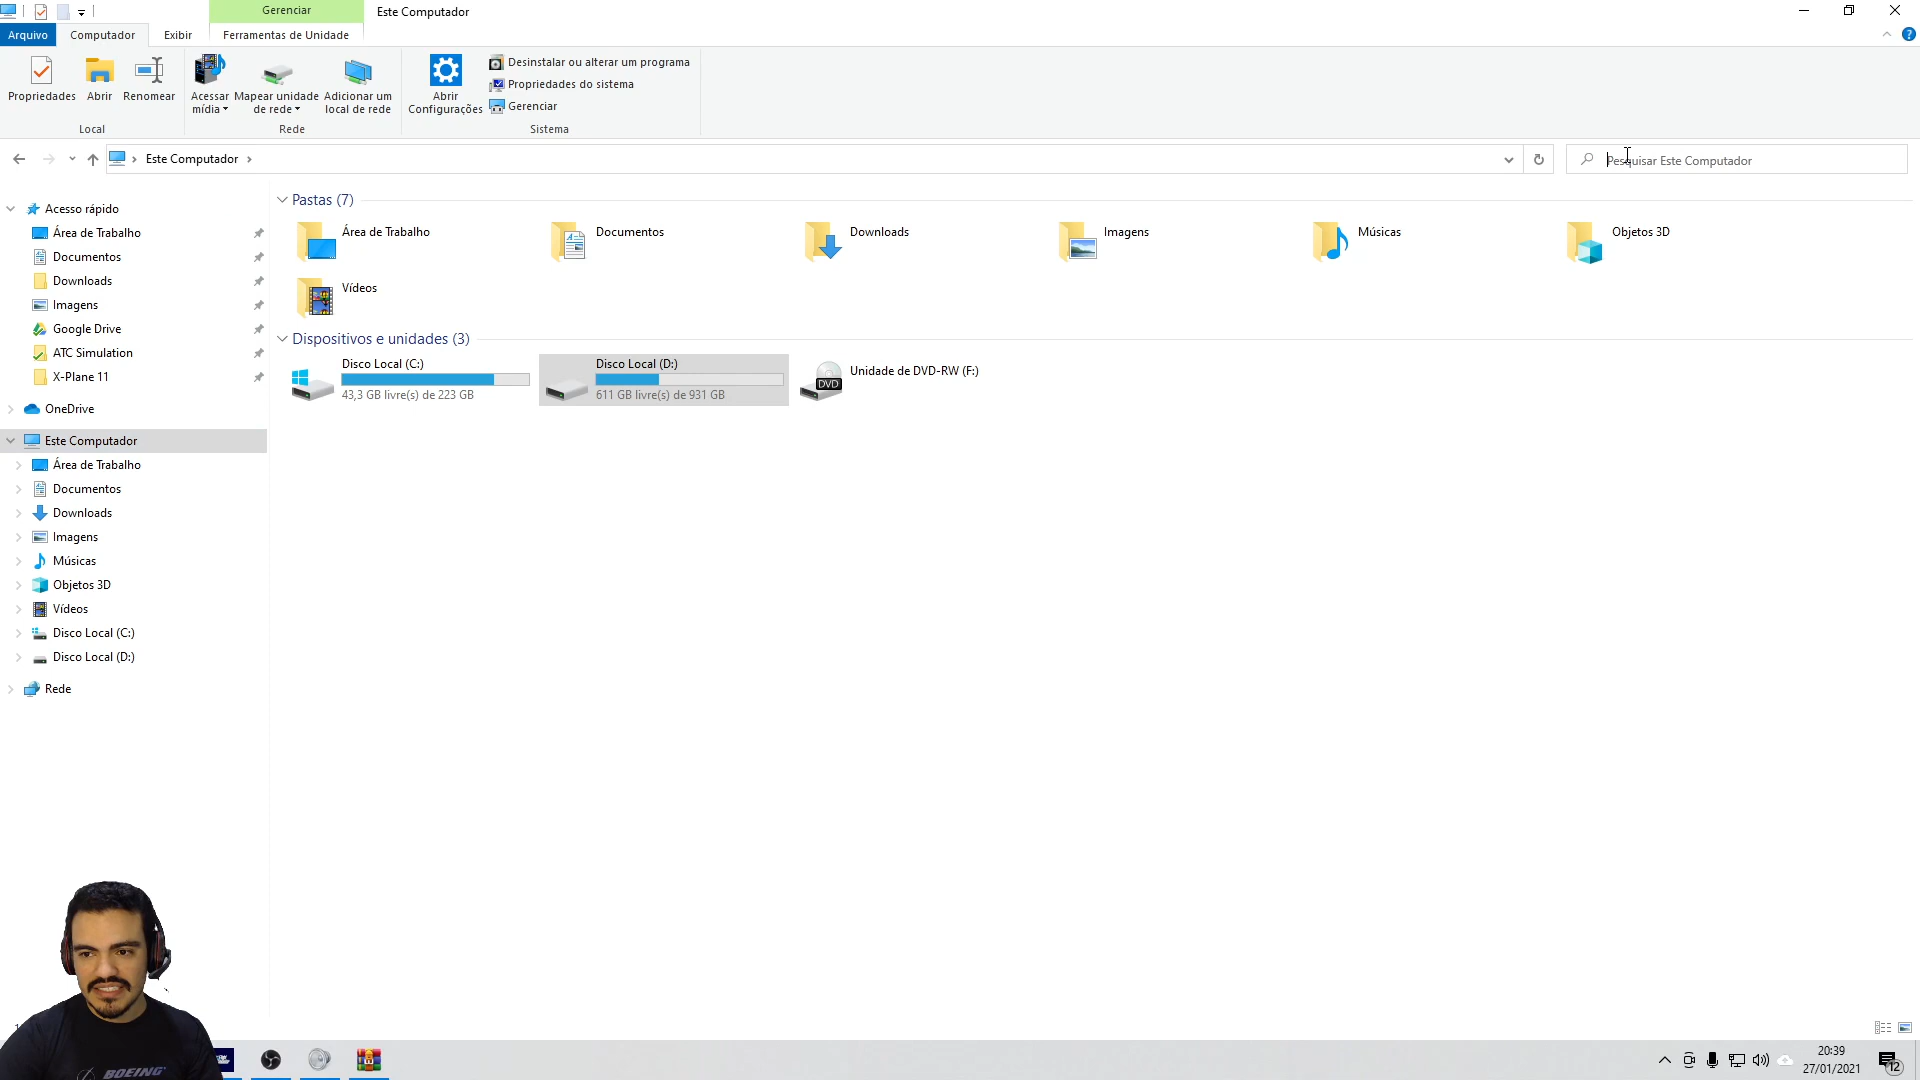 Gerenciar
Este Computador
Arquivo
Computador
Exibir
Ferramentas de Unidade
Propriedades
Abrir
Renomear
Acessar
mídia
Mapear unidade
de rede
Adicionar um
local de rede
Abrir
Configurações
Desinstalar ou alterar um programa
Propriedades do sistema
Gerenciar
Local
Rede
Sistema
Este Computador
Pesquisar Este Computador
Acesso rápido
Área de Trabalho
Documentos
Downloads
Imagens
Google Drive
ATC Simulation
X-Plane 11
OneDrive
Este Computador
Área de Trabalho
Documentos
Downloads
Imagens
Músicas
Objetos 3D
Vídeos
Disco Local (C:)
Disco Local (D:)
Rede
Pastas (7)
Área de Trabalho
Documentos
Downloads
Imagens
Músicas
Objetos 3D
Vídeos
Dispositivos e unidades (3)
Disco Local (C:)
43,3 GB livre(s) de 223 GB
Disco Local (D:)
611 GB livre(s) de 931 GB
DVD
Unidade de DVD-RW (F:)
BOEING
20:39
27/01/2021
12